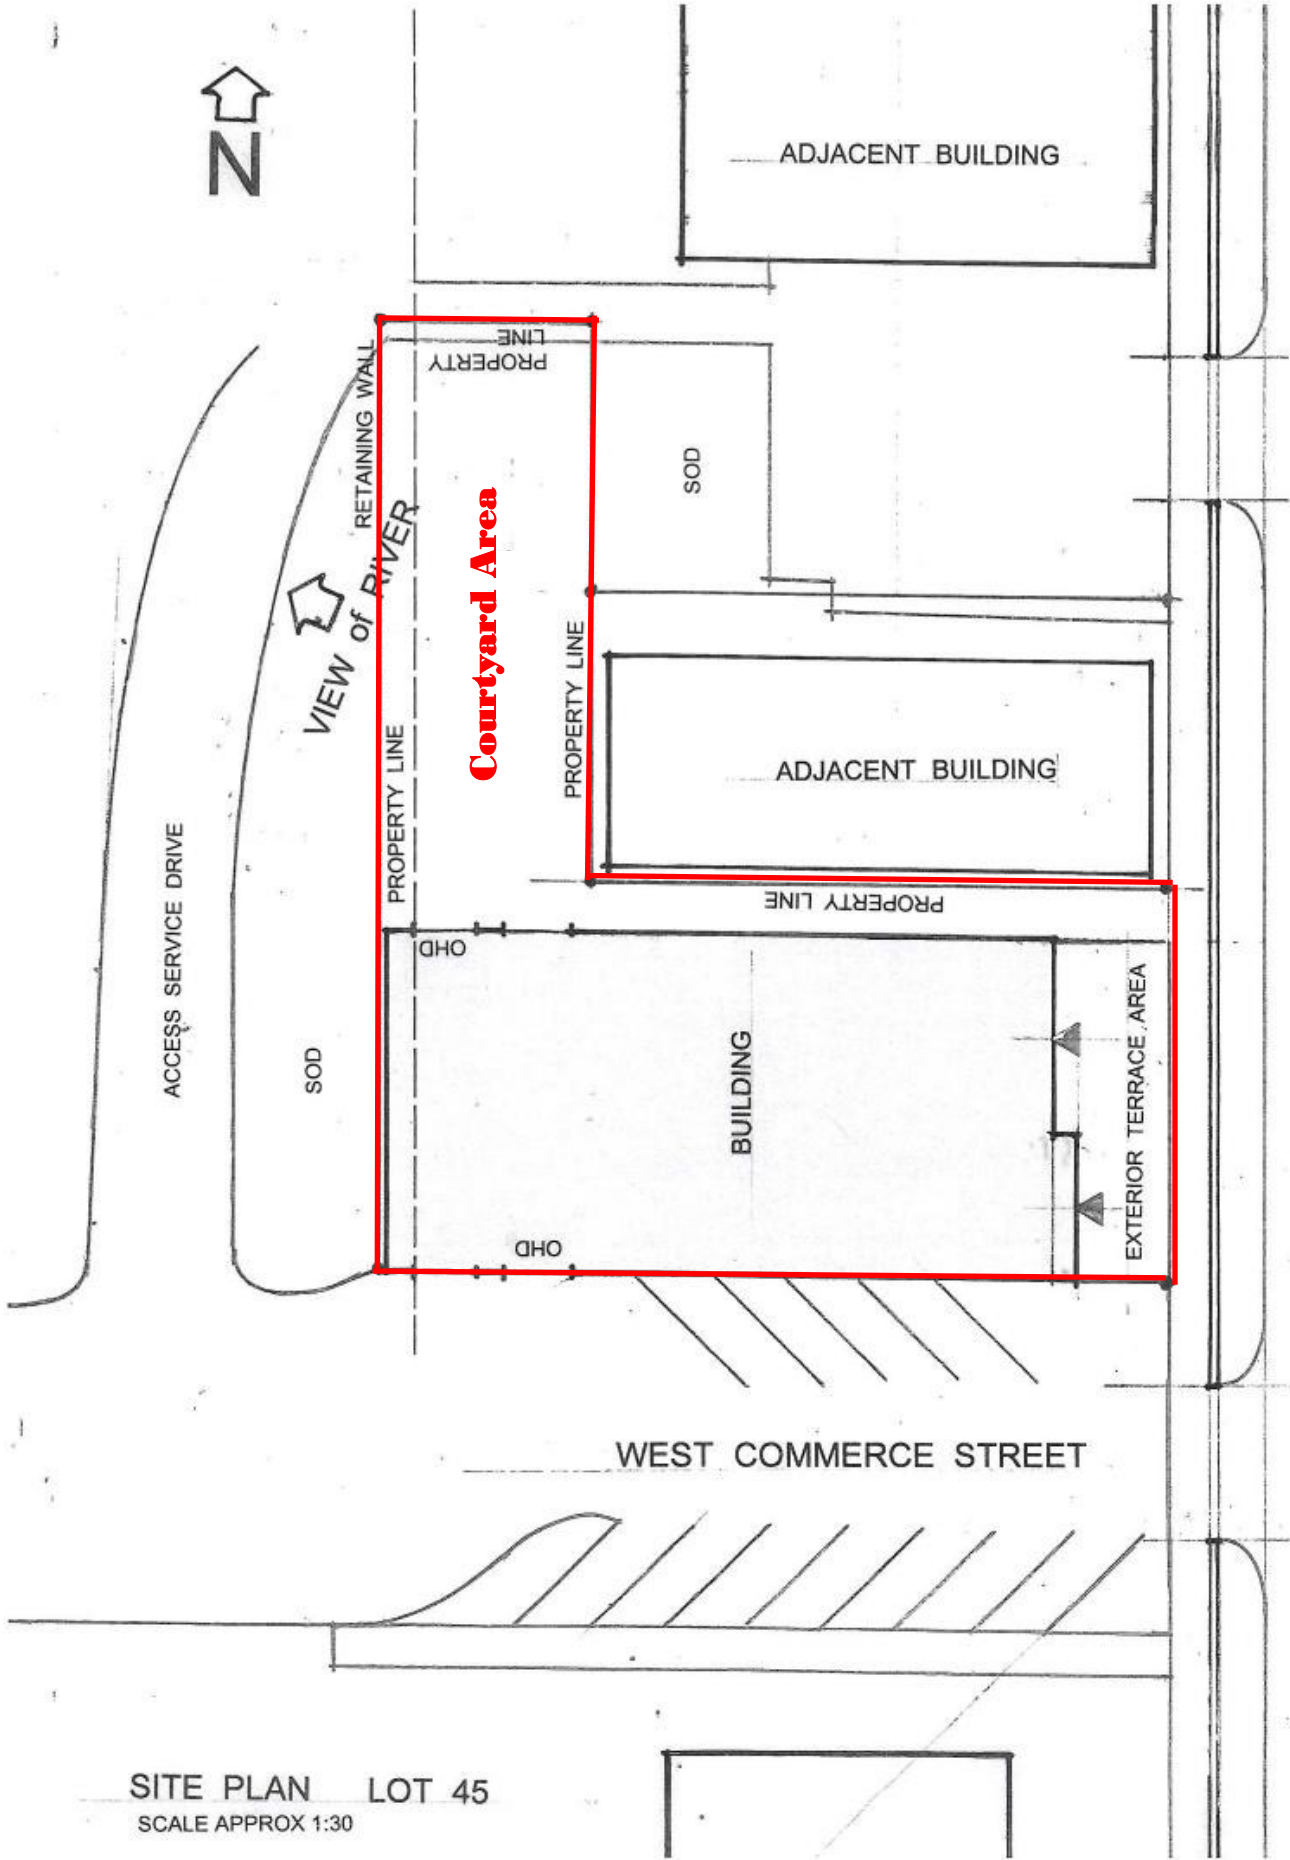 N
ADJACENT BUILDING
PROPERTY
LINE
RETAINING WALL
SOD
VIEW of RIVER
Courtyard Area
PROPERTY LINE
PROPERTY LINE
ADJACENT BUILDING
PROPERTY LINE
ACCESS SERVICE DRIVE
OHD
SOD
BUILDING
EXTERIOR TERRACE AREA
OHD
WEST COMMERCE STREET
SITE PLAN LOT 45
SCALE APPROX 1:30